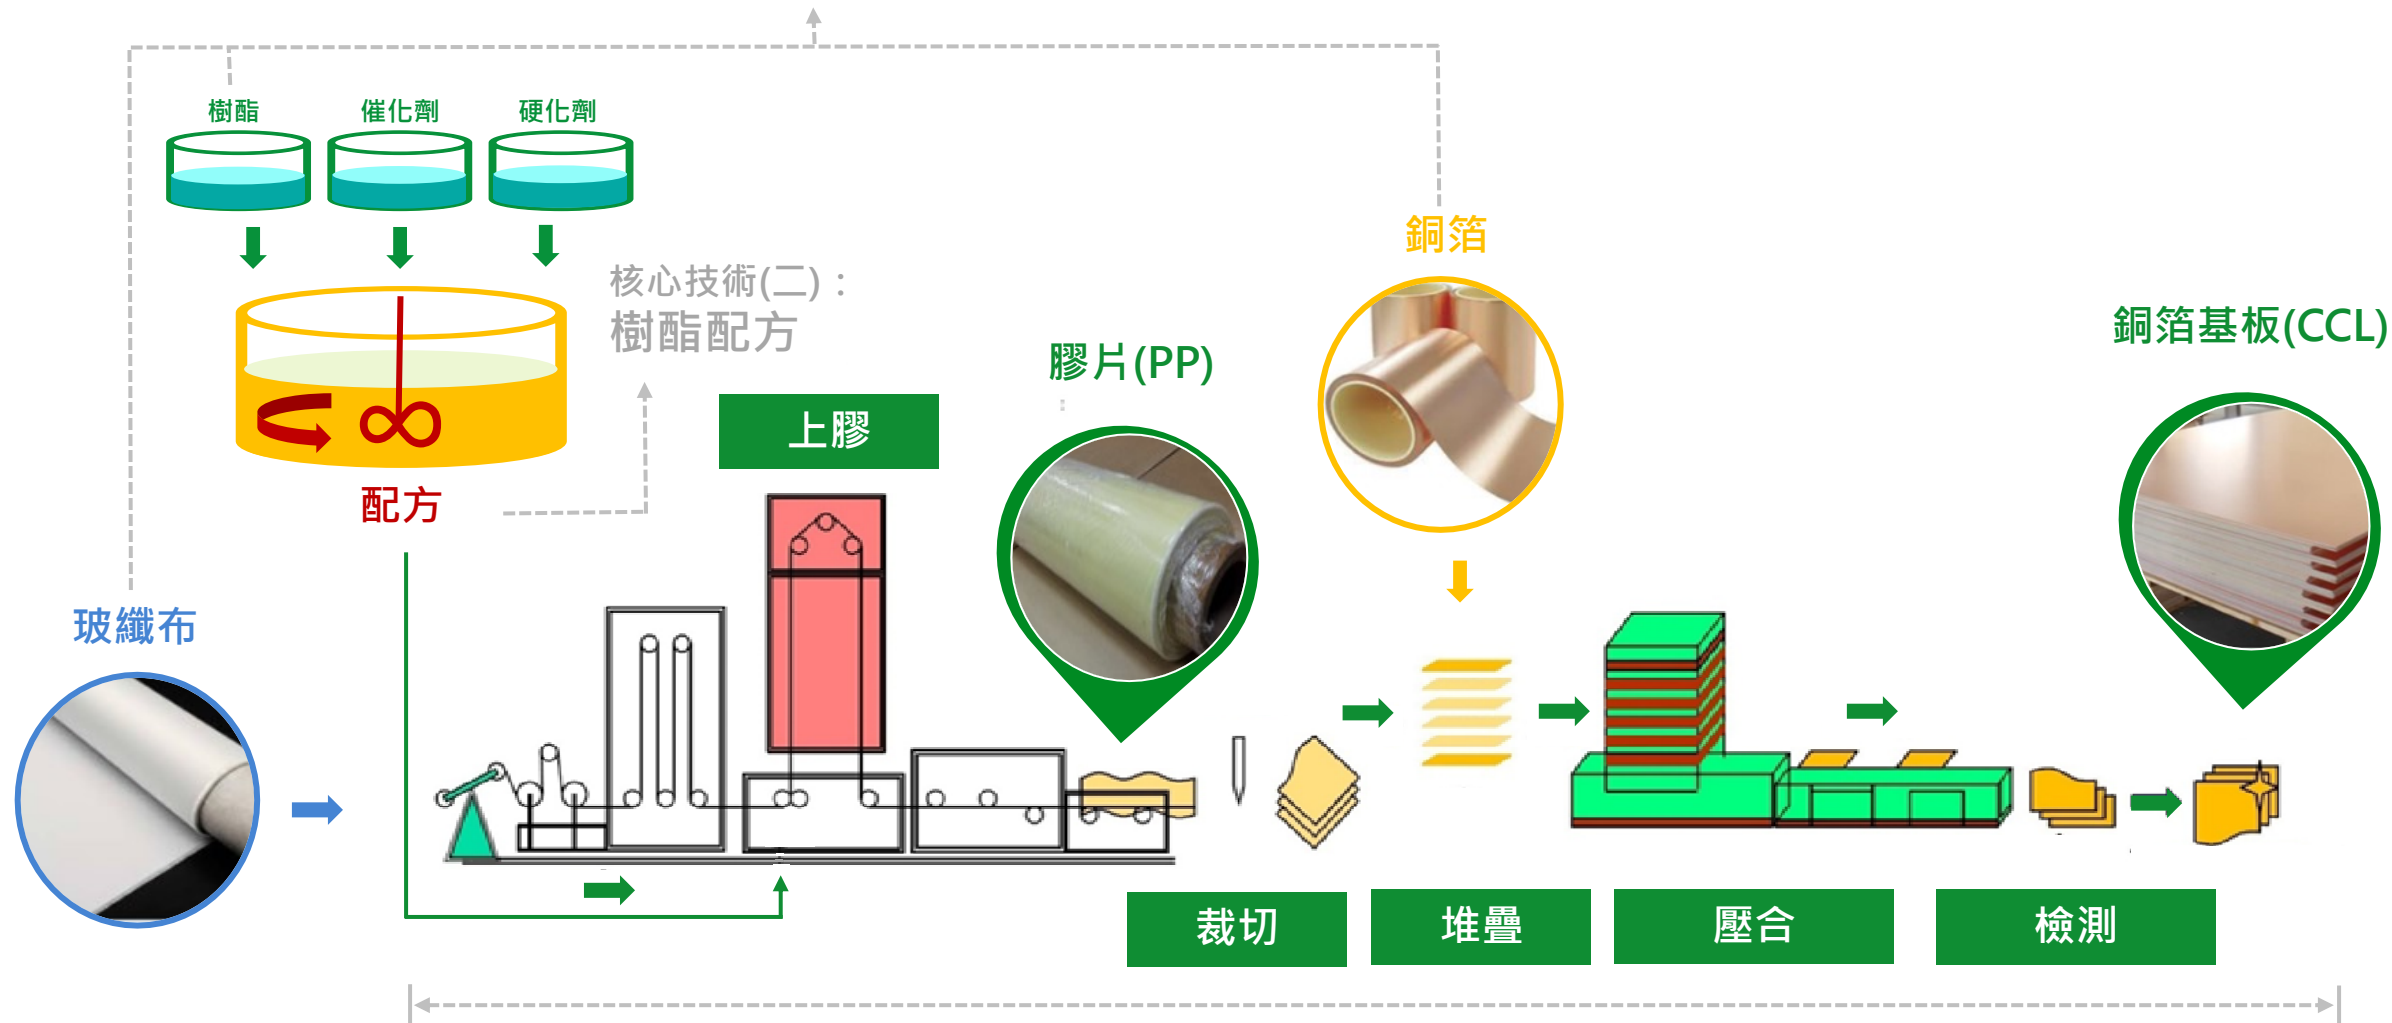 樹酯
催化劑
硬化劑
核心技術(二)：
樹酯配方
配方
玻纖布
上膠
膠片(PP)
銅箔
銅箔基板(CCL)
裁切
堆疊
壓合
檢測